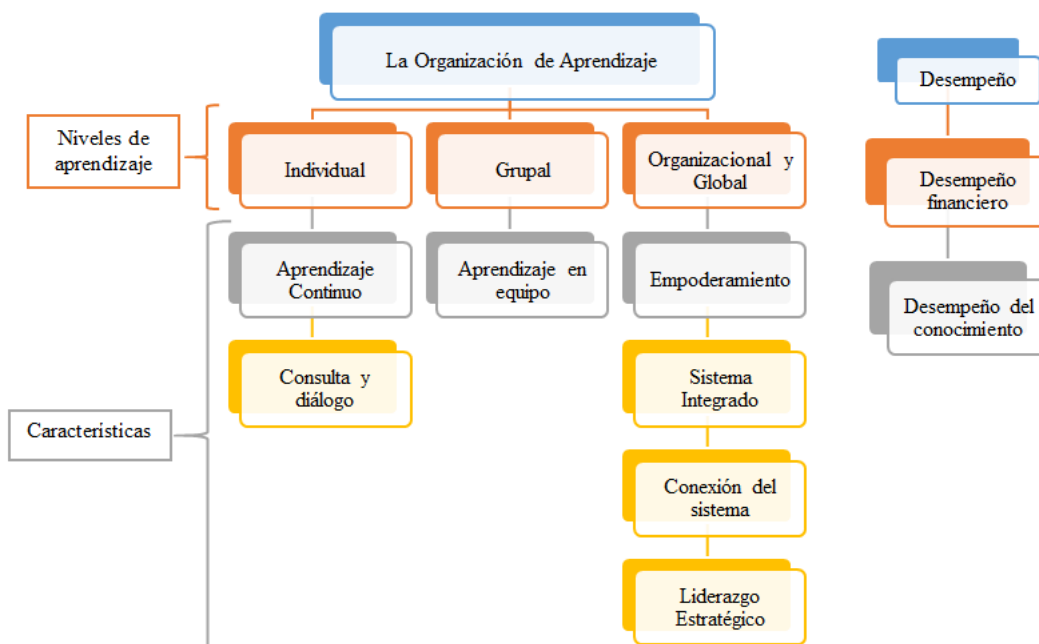 La Organización de Aprendizaje
Desempeño
Niveles de
aprendizaje
Individual
Grupal
Organizacional y
Global
Desempeño
financiero
Aprendizaje
Continuo
Aprendizaje en
equipo
Empoderamiento
Desempeño del
conocimiento
Consulta y
diálogo
Sistema
Integrado
Características
Conexión del
sistema
Liderazgo
Estratégico